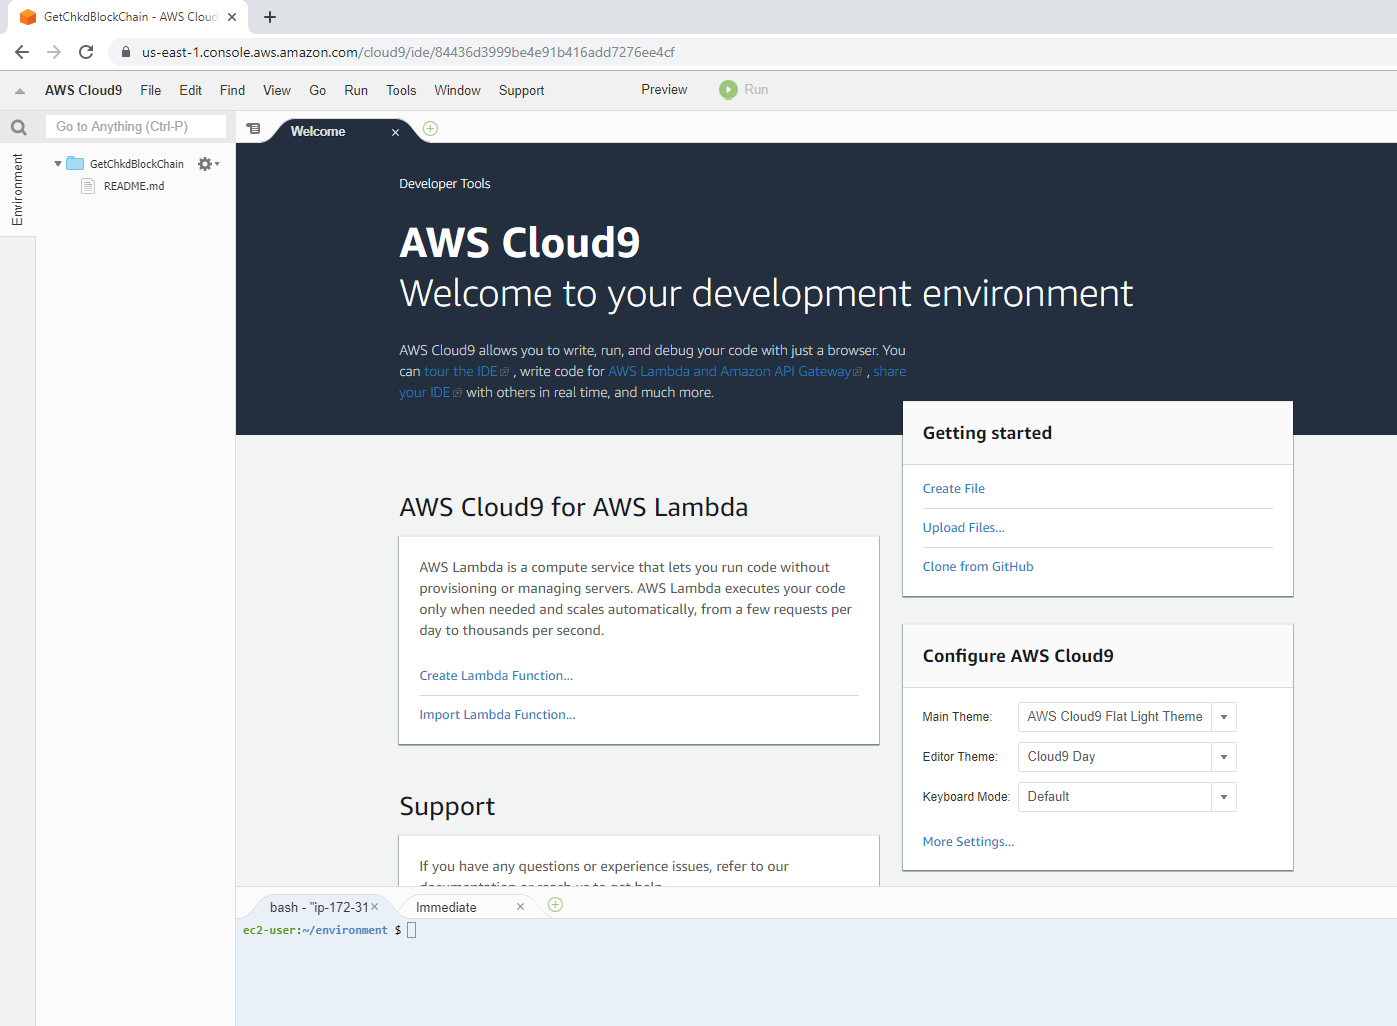 GetChkdBlockChain - AWS Cloud
us-east-1.console.aws.amazon.com/cloud9/ide/84436d3999be4e91b416add7276ee4cf
AWS Cloud9 File Edit Find View Go Run Tools Window Support Preview Run
Go to Anything (Ctrl-P)
Welcome
Environment
GetChkdBlockChain
README.md
Developer Tools
AWS Cloud9
Welcome to your development environment
AWS Cloud9 allows you to write, run, and debug your code with just a browser. You
can tour the IDE , write code for AWS Lambda and Amazon API Gateway , share
your IDE with others in real time, and much more.
Getting started
Create File
Upload Files...
Clone from GitHub
AWS Cloud9 for AWS Lambda
AWS Lambda is a compute service that lets you run code without
provisioning or managing servers. AWS Lambda executes your code
only when needed and scales automatically, from a few requests per
day to thousands per second.
Create Lambda Function...
Import Lambda Function...
Configure AWS Cloud9
Main Theme: AWS Cloud9 Flat Light Theme
Editor Theme: Cloud9 Day
Keyboard Mode: Default
More Settings...
Support
If you have any questions or experience issues, refer to our
documentation or reach us to get help.
bash - "ip-172-31
Immediate
ec2-user:~/environment $